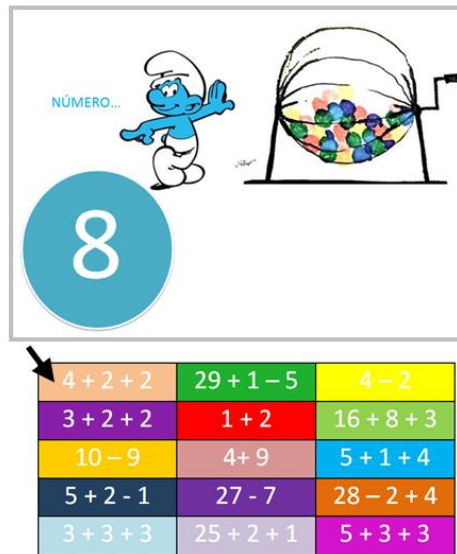 NÚMERO...
8
4 + 2 + 2 29 + 1 – 5 4 – 2
3 + 2 + 2 1 + 2 16 + 8 + 3
10 – 9 4+ 9 5 + 1 + 4
5 + 2 - 1 27 - 7 28 – 2 + 4
3 + 3 + 3 25 + 2 + 1 5 + 3 + 3